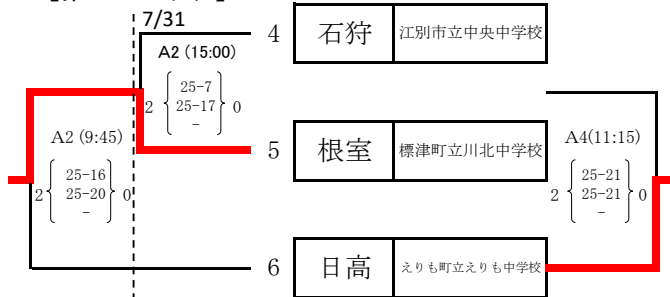 7/31
4 石狩 江別市立中央中学校
A2 (15:00)
25-7
2 25-17 0
-
A2 (9:45)
5 根室 標津町立川北中学校
A4(11:15)
25-16
2 25-20 0
-
25-21
2 25-21 0
-
6 日高 えりも町立えりも中学校